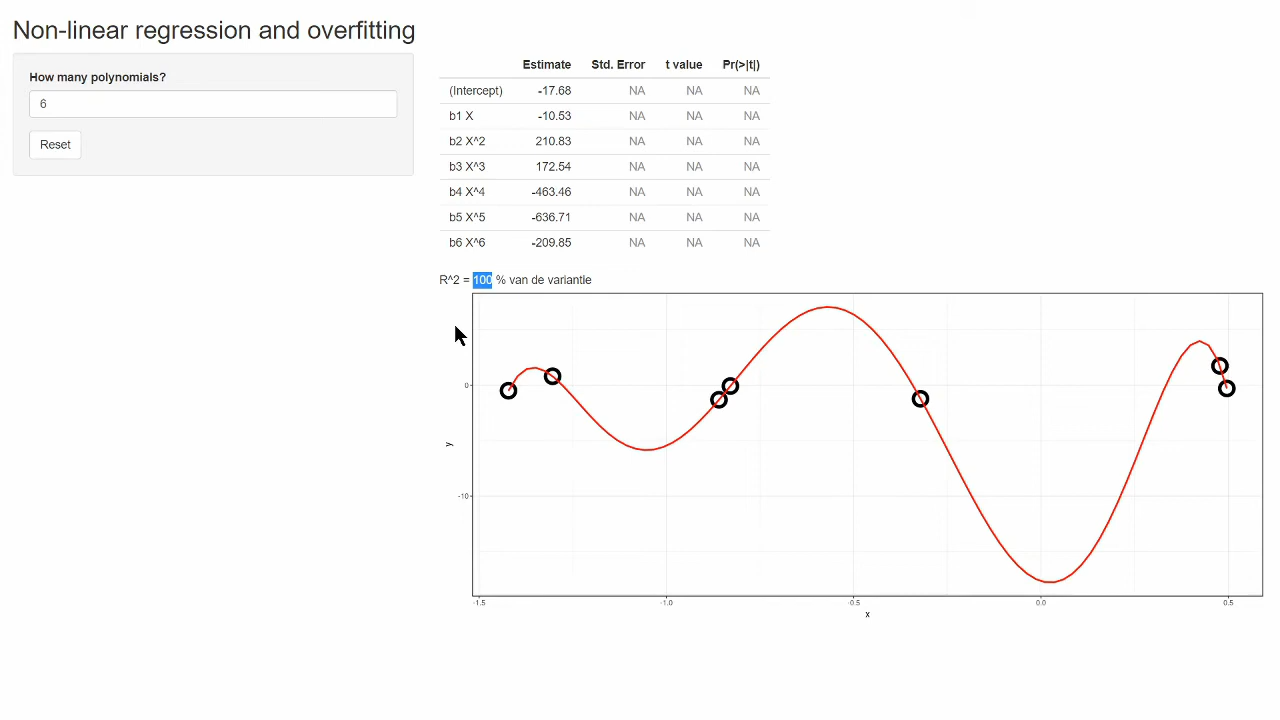 Non-linear regression and overfitting
How many polynomials?
6
Reset
Estimate Std. Error t value Pr(>|t|)
(Intercept) -17.68 NA NA NA
b1 X -10.53 NA NA NA
b2 X^2 210.83 NA NA NA
b3 X^3 172.54 NA NA NA
b4 X^4 -463.46 NA NA NA
b5 X^5 -636.71 NA NA NA
b6 X^6 -209.85 NA NA NA
R^2 = 100 % van de variantie
0
y
-10
-1.5 -1.0 -0.5 0.0 0.5
x